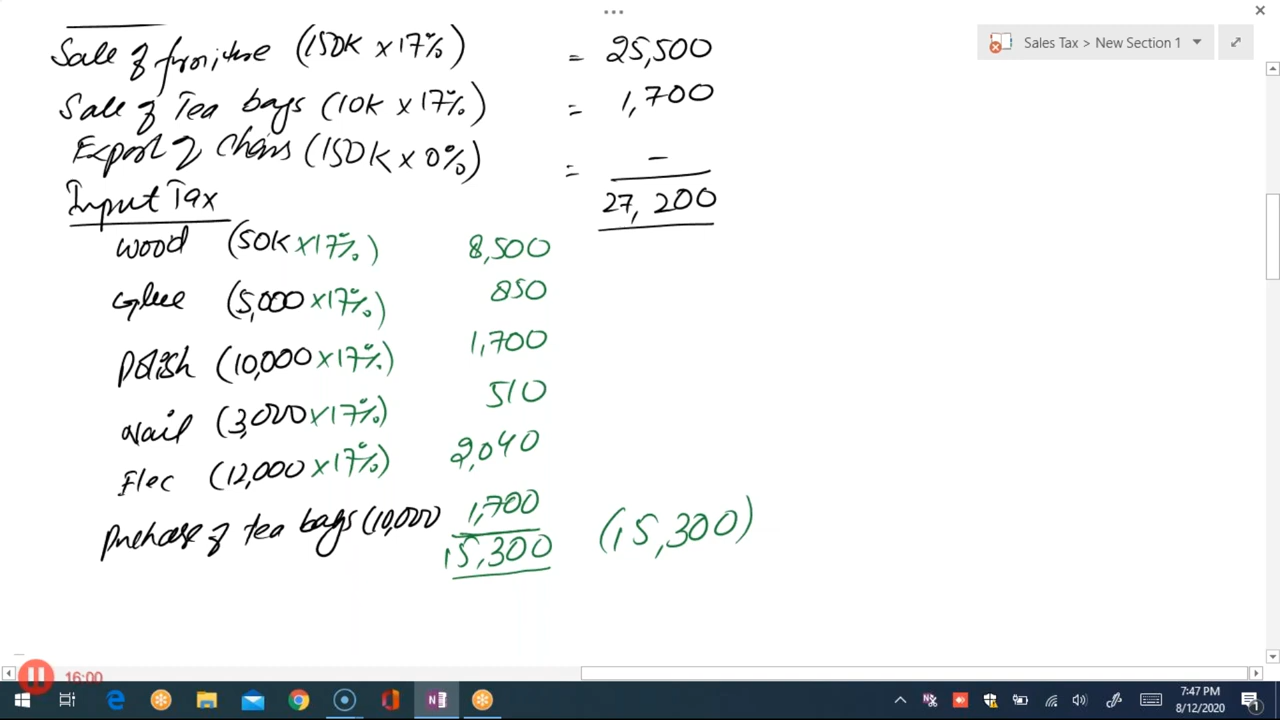 Sales Tax > New Section 1
Sale of furniture (150K x 17%) = 25,500
Sale of Tea bags (10K x 17%) = 1,700
Export of Chairs (150K x 0%) = -
27,200
Input Tax
Wood (50K x 17%) 8,500
Glue (5,000 x 17%) 850
Polish (10,000 x 17%) 1,700
Nail (3,000 x 17%) 510
Elec (12,000 x 17%) 2,040
Purchase of tea bags (10,000 1,700
15,300 (15,300)
16:00
7:47 PM
8/12/2020